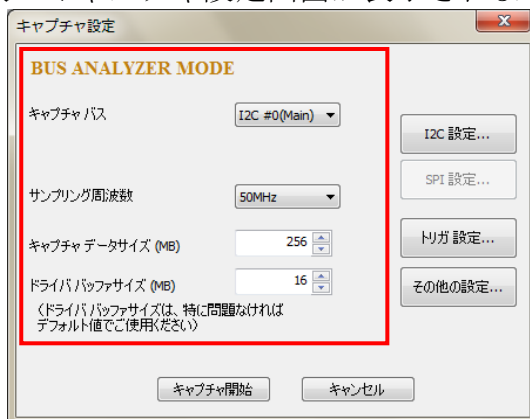 キャプチャ設定
BUS ANALYZER MODE
キャプチャ バス
I2C #0(Main)
I2C 設定...
SPI 設定...
サンプリング周波数
50MHz
キャプチャ データサイズ (MB)
256
トリガ 設定...
ドライバ バッファサイズ (MB)
16
その他の設定...
(ドライバ バッファサイズは、特に問題なければ
デフォルト値でご使用ください)
キャプチャ開始
キャンセル